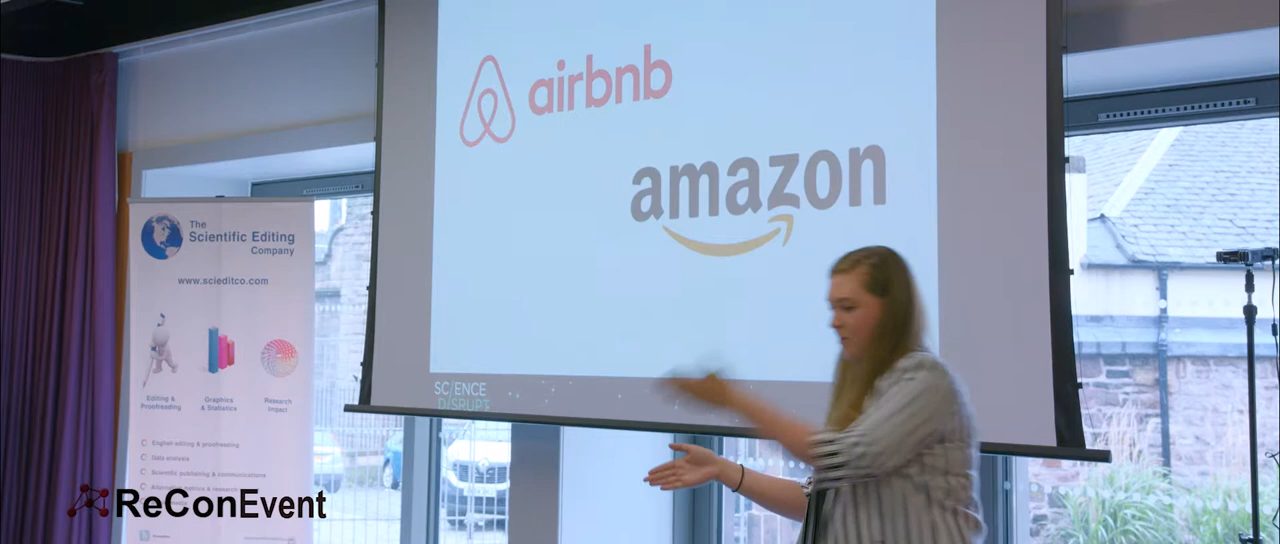 airbnb
amazon
The
Scientific Editing
Company
www.scieditco.com
Editing &
Proofreading
Graphics
& Statistics
Research
Impact
English editing & proofreading
Data analysis
Scientific publishing & communications
SC/ENCE
D/SRUPT
ReConEvent